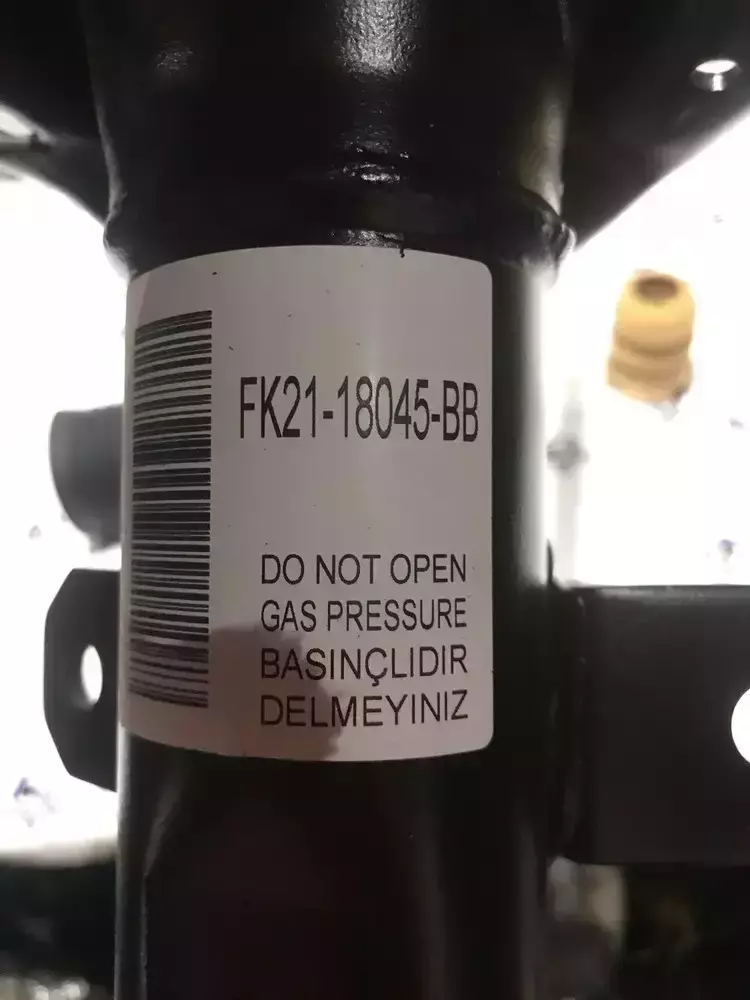 FK21-18045-BB
DO NOT OPEN
GAS PRESSURE
BASINÇLIDIR
DELMEYINIZ